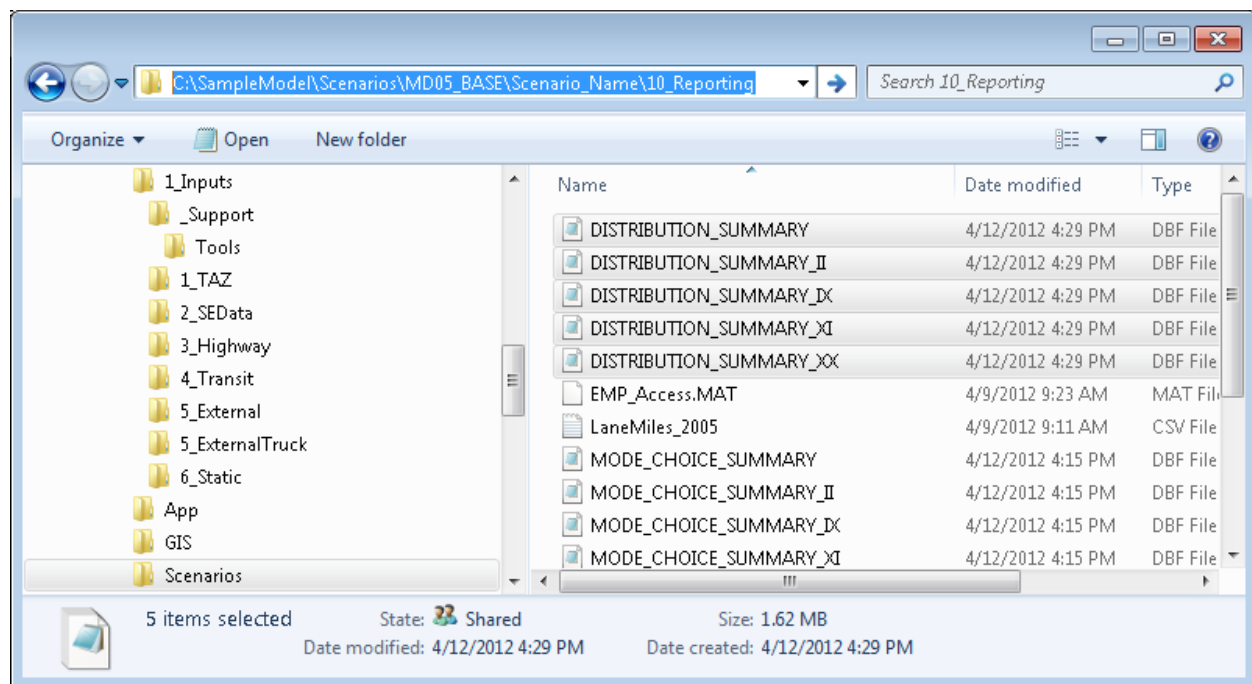 C:\SampleModel\Scenarios\MD05_BASE\Scenario_Name\10_Reporting
Search 10_Reporting
Organize Open New folder
1_Inputs
_Support
Tools
1_TAZ
2_SEData
3_Highway
4_Transit
5_External
5_ExternalTruck
6_Static
App
GIS
Scenarios
Name Date modified Type
DISTRIBUTION_SUMMARY 4/12/2012 4:29 PM DBF File
DISTRIBUTION_SUMMARY_II 4/12/2012 4:29 PM DBF File
DISTRIBUTION_SUMMARY_IX 4/12/2012 4:29 PM DBF File
DISTRIBUTION_SUMMARY_XI 4/12/2012 4:29 PM DBF File
DISTRIBUTION_SUMMARY_XX 4/12/2012 4:29 PM DBF File
EMP_Access.MAT 4/9/2012 9:23 AM MAT Fil
LaneMiles_2005 4/9/2012 9:11 AM CSV File
MODE_CHOICE_SUMMARY 4/12/2012 4:15 PM DBF File
MODE_CHOICE_SUMMARY_II 4/12/2012 4:15 PM DBF File
MODE_CHOICE_SUMMARY_IX 4/12/2012 4:15 PM DBF File
MODE_CHOICE_SUMMARY_XI 4/12/2012 4:15 PM DBF File
5 items selected State: Shared Size: 1.62 MB
Date modified: 4/12/2012 4:29 PM Date created: 4/12/2012 4:29 PM